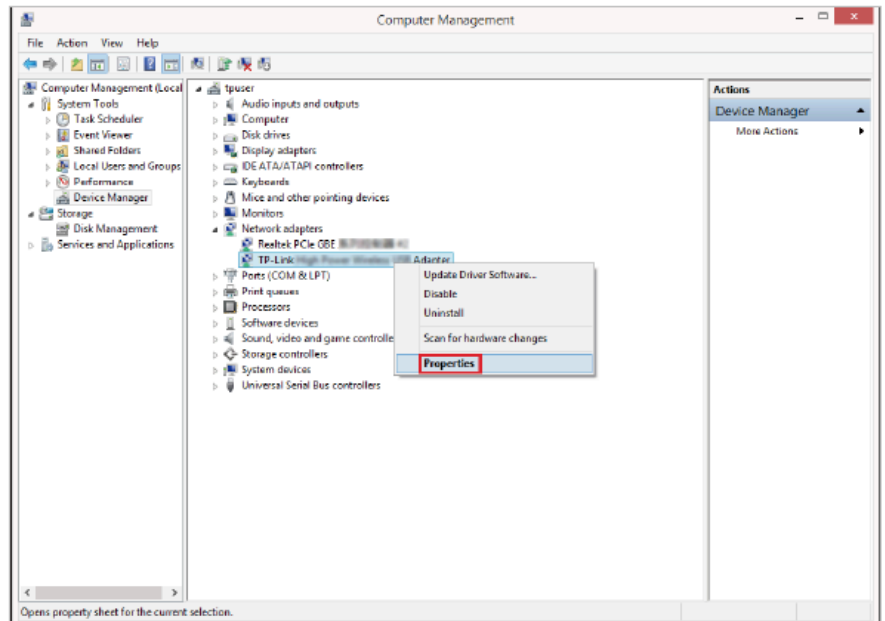 Computer Management
File Action View Help
Computer Management (Local
System Tools
Task Scheduler
Event Viewer
Shared Folders
Local Users and Groups
Performance
Device Manager
Storage
Disk Management
Services and Applications
tpuser
Audio inputs and outputs
Computer
Disk drives
Display adapters
IDE ATA/ATAPI controllers
Keyboards
Mice and other pointing devices
Monitors
Network adapters
Realtek PCIe GBE
TP-Link High Power Wireless USB Adapter
Ports (COM & LPT)
Print queues
Processors
Software devices
Sound, video and game controlle
Storage controllers
System devices
Universal Serial Bus controllers
Update Driver Software...
Disable
Uninstall
Scan for hardware changes
Properties
Actions
Device Manager
More Actions
Opens property sheet for the current selection.